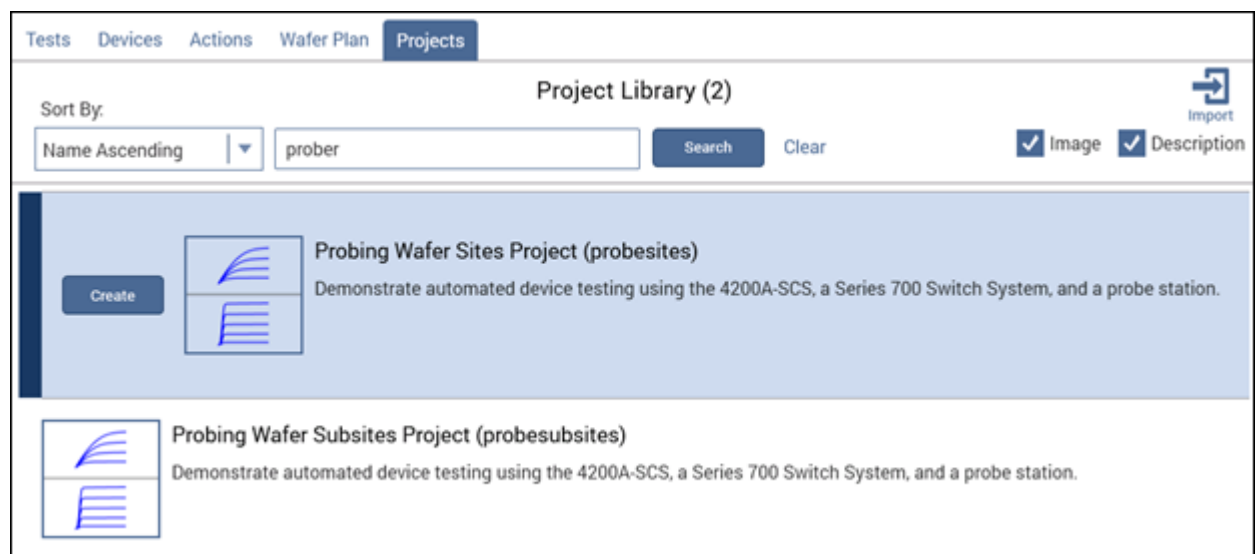 Tests Devices Actions Wafer Plan Projects
Project Library (2)
Import
Sort By:
Name Ascending prober Search Clear Image Description
Probing Wafer Sites Project (probesites)
Create
Demonstrate automated device testing using the 4200A-SCS, a Series 700 Switch System, and a probe station.
Probing Wafer Subsites Project (probesubsites)
Demonstrate automated device testing using the 4200A-SCS, a Series 700 Switch System, and a probe station.